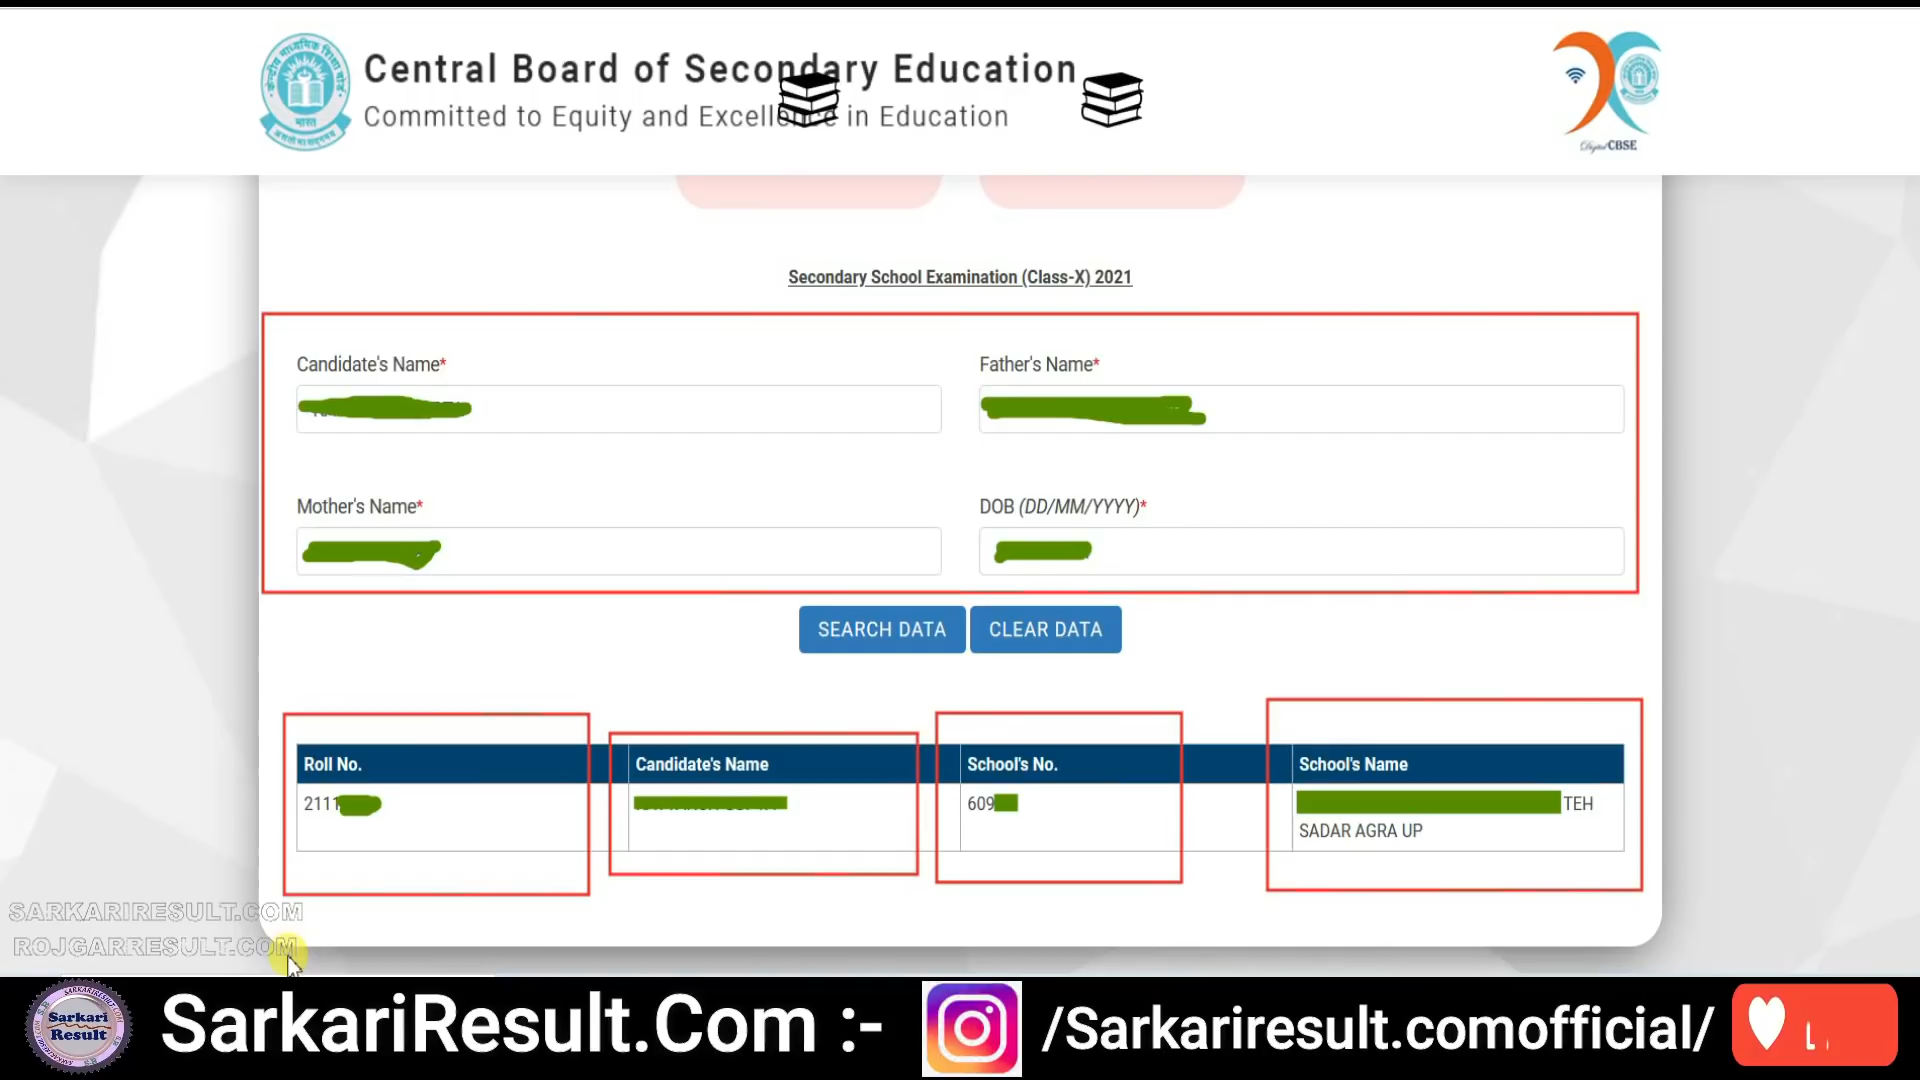 Central Board of Secondary Education
Committed to Equity and Excellence in Education
Digital CBSE
Secondary School Examination (Class-X) 2021
Candidate's Name*
Father's Name*
Mother's Name*
DOB (DD/MM/YYYY)*
SEARCH DATA
CLEAR DATA
Roll No. Candidate's Name School's No. School's Name
2111 609 TEH
SADAR AGRA UP
SARKARIRESULT.COM
ROJGARRESULT.COM
Sarkari
Result
SarkariResult.Com :-
/Sarkariresult.comofficial/